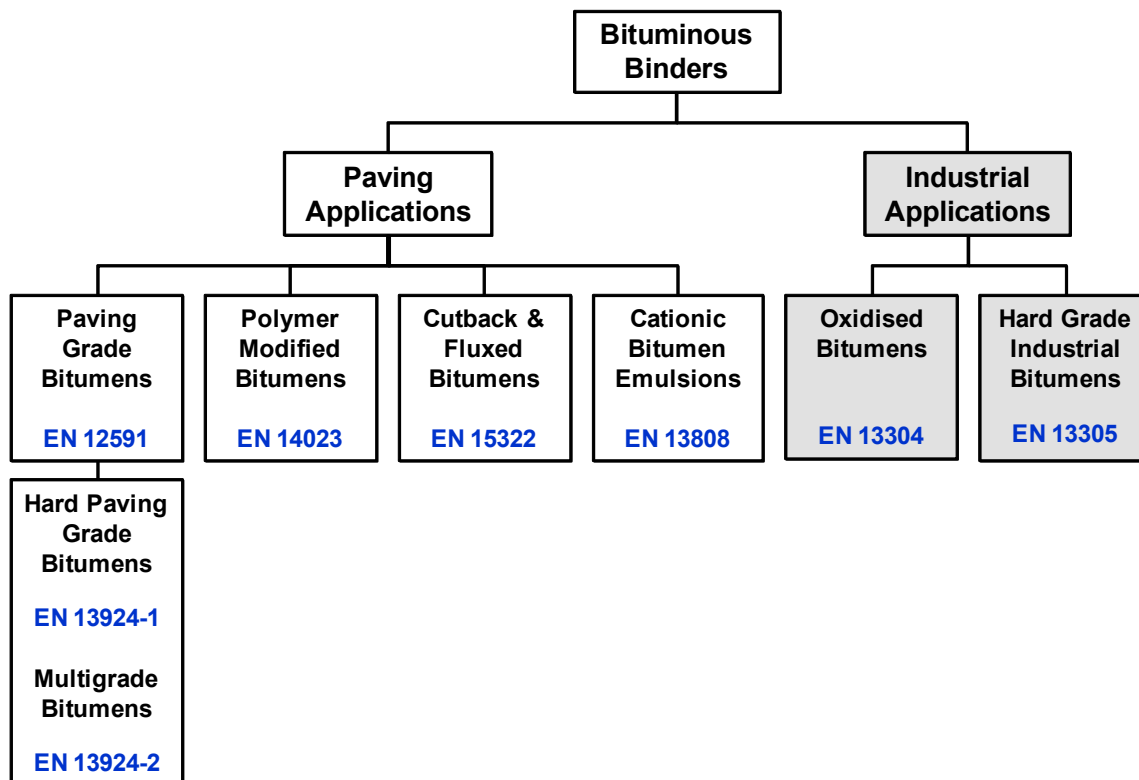 Bituminous
Binders
Paving
Applications
Industrial
Applications
Paving
Grade
Bitumens
EN 12591
Polymer
Modified
Bitumens
EN 14023
Cutback &
Fluxed
Bitumens
EN 15322
Cationic
Bitumen
Emulsions
EN 13808
Oxidised
Bitumens
EN 13304
Hard Grade
Industrial
Bitumens
EN 13305
Hard Paving
Grade
Bitumens
EN 13924-1
Multigrade
Bitumens
EN 13924-2